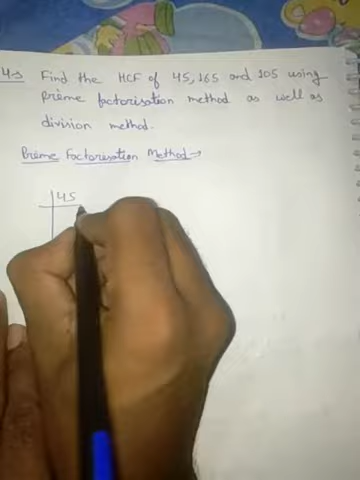 4.3 Find the HCF of 45, 165 and 105 using
prime factorisation method as well as
division method.
Prime Factorisation Method →
45